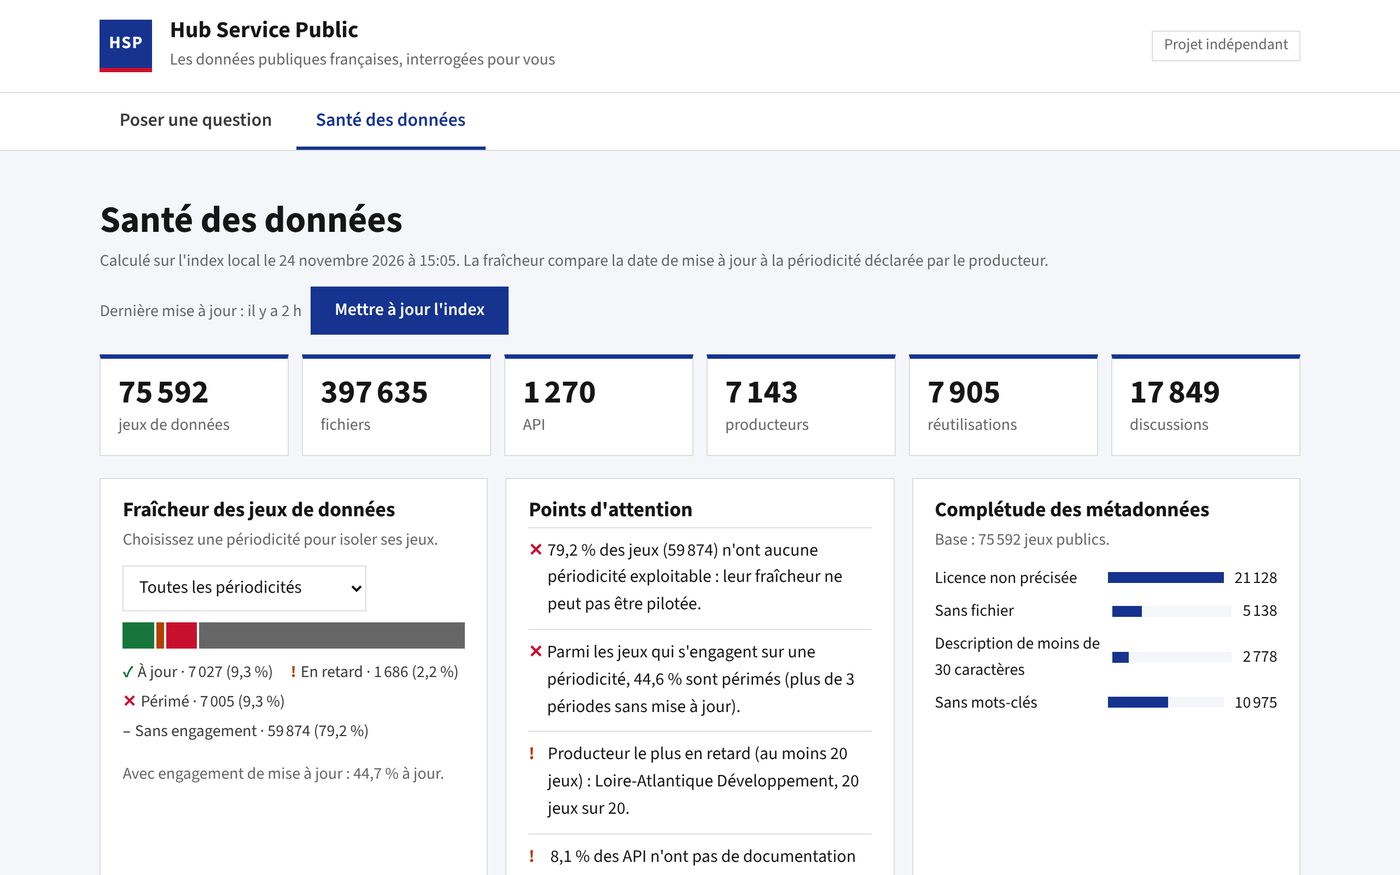 HSP
Hub Service Public
Les données publiques françaises, interrogées pour vous
Projet indépendant
Poser une question
Santé des données
Santé des données
Calculé sur l'index local le 24 novembre 2026 à 15:05. La fraîcheur compare la date de mise à jour à la périodicité déclarée par le producteur.
Dernière mise à jour : il y a 2 h
Mettre à jour l'index
75 592
jeux de données
397 635
fichiers
1 270
API
7 143
producteurs
7 905
réutilisations
17 849
discussions
Fraîcheur des jeux de données
Choisissez une périodicité pour isoler ses jeux.
Toutes les périodicités
✓ À jour · 7 027 (9,3 %) ! En retard · 1 686 (2,2 %)
✕ Périmé · 7 005 (9,3 %)
– Sans engagement · 59 874 (79,2 %)
Avec engagement de mise à jour : 44,7 % à jour.
Points d'attention
✕ 79,2 % des jeux (59 874) n'ont aucune
périodicité exploitable : leur fraîcheur ne
peut pas être pilotée.
✕ Parmi les jeux qui s'engagent sur une
périodicité, 44,6 % sont périmés (plus de 3
périodes sans mise à jour).
! Producteur le plus en retard (au moins 20
jeux) : Loire-Atlantique Développement, 20
jeux sur 20.
! 8,1 % des API n'ont pas de documentation
Complétude des métadonnées
Base : 75 592 jeux publics.
Licence non précisée 21 128
Sans fichier 5 138
Description de moins de
30 caractères 2 778
Sans mots-clés 10 975